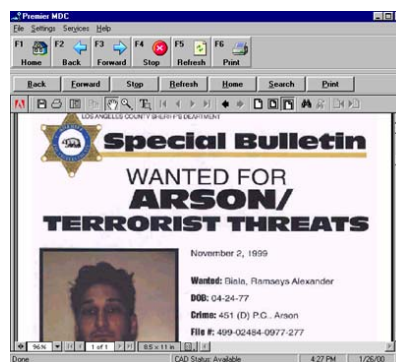 Premier MDC
File Settings Services Help
F1 F2 F3 F4 F5 F6
Home Back Forward Stop Refresh Print
Back Forward Stop Refresh Home Search Print
LOS ANGELES COUNTY SHERIFF'S DEPARTMENT
Special Bulletin
WANTED FOR
ARSON/
TERRORIST THREATS
November 2, 1999
Wanted: Biala, Ramseys Alexander
DOB: 04-24-77
Crime: 451 (D) P.C., Arson
File #: 499-02484-0977-277
96% 1 of 1 8.5 x 11 in
Done CAD Status: Available 4:27 PM 1/26/00